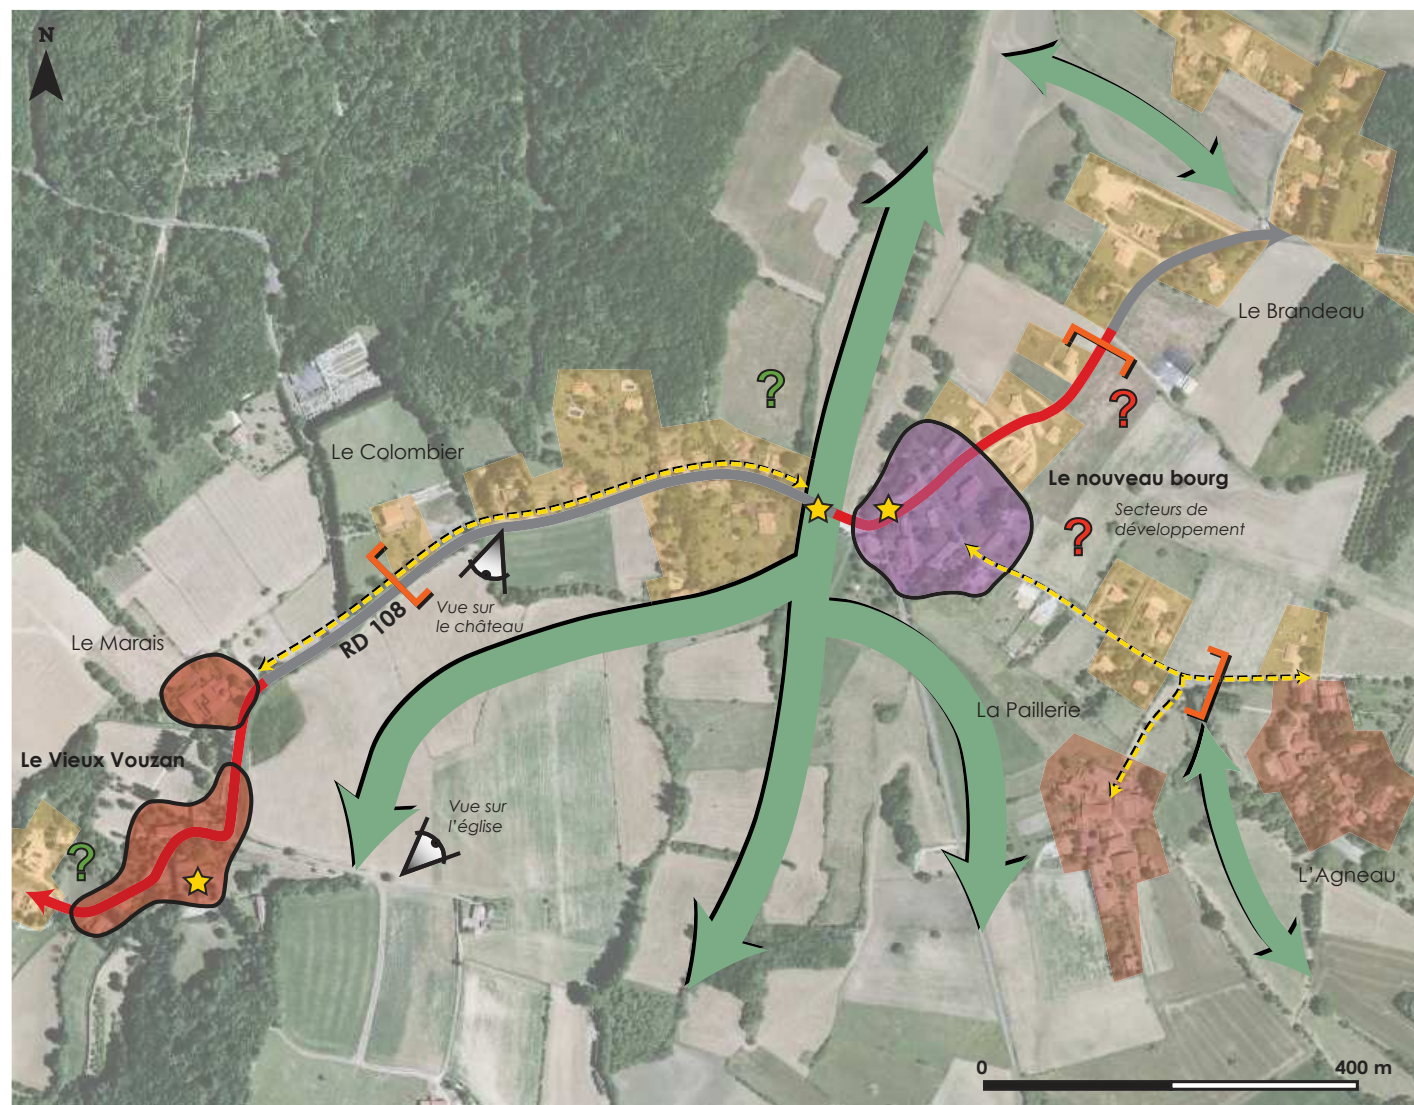 N
Le Brandeau
?
?
Le Colombier
Le nouveau bourg
Secteurs de
développement
?
RD 108
Vue sur
le château
Le Marais
La Paillerie
Le Vieux Vouzan
Vue sur
l'église
?
L'Agneau
0
400 m